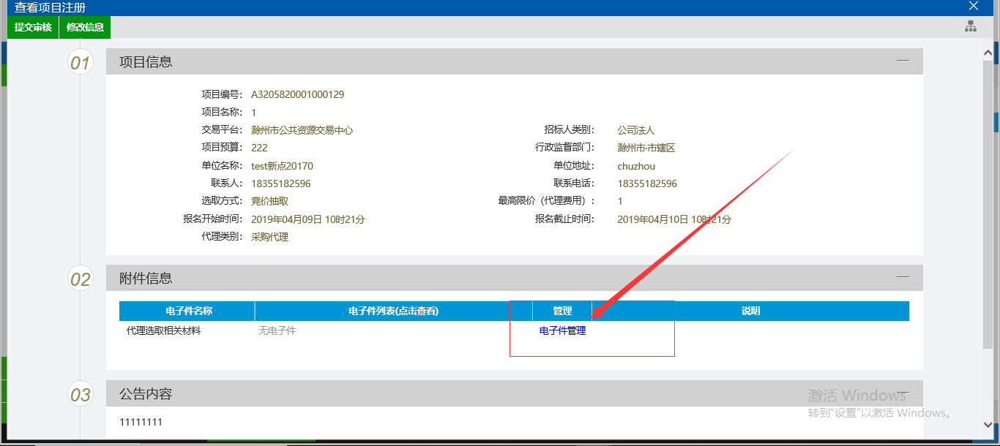 查看项目注册
提交审核 修改信息
01 项目信息
项目编号： A3205820001000129
项目名称： 1
交易平台： 滁州市公共资源交易中心 招标人类别： 公司法人
项目预算： 222 行政监督部门： 滁州市·市辖区
单位名称： test新点20170 单位地址： chuzhou
联系人： 18355182596 联系电话： 18355182596
选取方式： 竞价抽取 最高限价（代理费用）： 1
报名开始时间： 2019年04月09日 10时21分 报名截止时间： 2019年04月10日 10时21分
代理类别： 采购代理
02 附件信息
电子件名称 电子件列表(点击查看) 管理 说明
代理选取相关材料 无电子件 电子件管理
03 公告内容
11111111
激活 Windows
转到"设置"以激活 Windows。